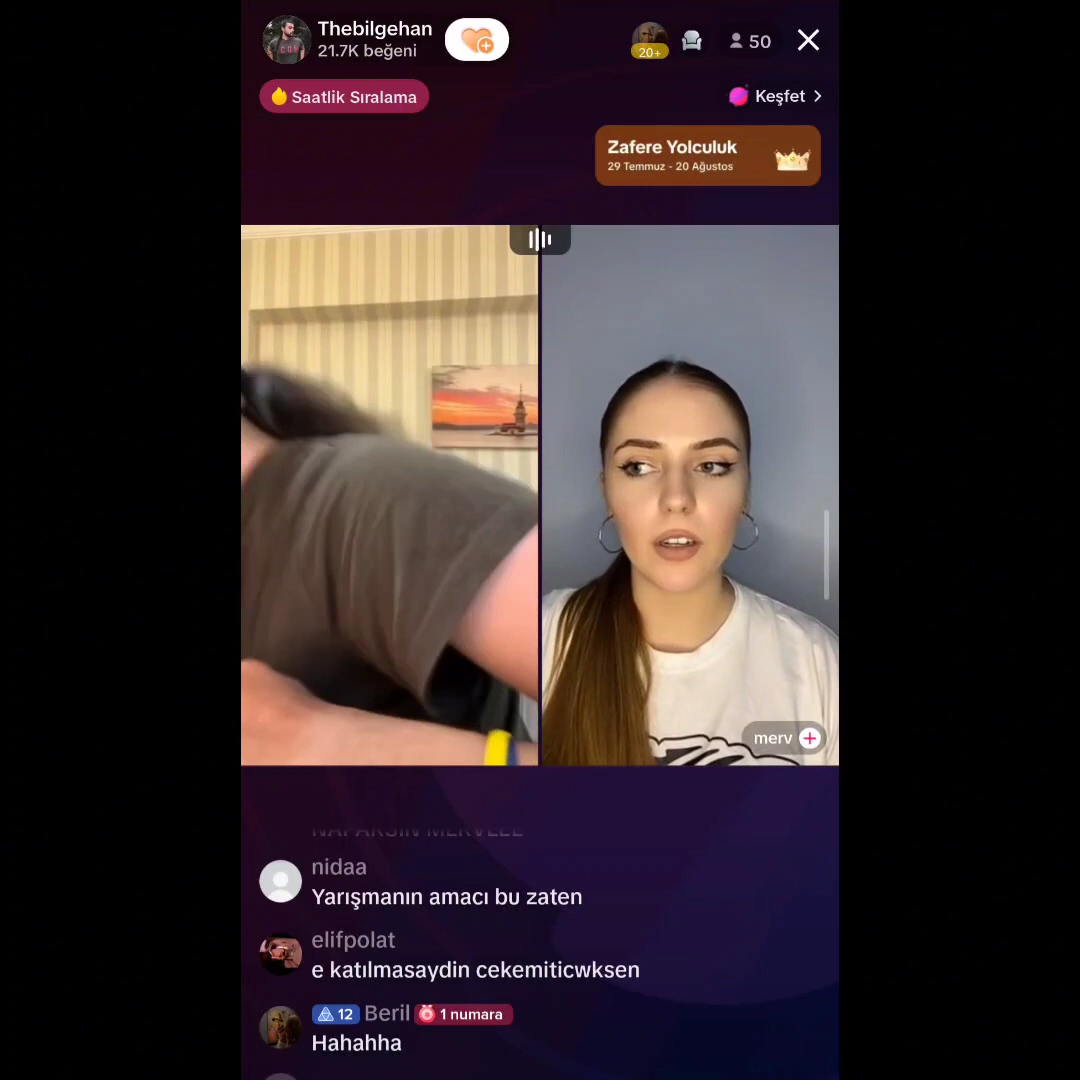 Thebilgehan
21.7K beğeni
20+
50
Saatlik Sıralama
Keşfet
Zafere Yolculuk
29 Temmuz - 20 Ağustos
merv
nidaa
Yarışmanın amacı bu zaten
elifpolat
e katılmasaydin cekemiticwksen
12 Beril 1 numara
Hahahha